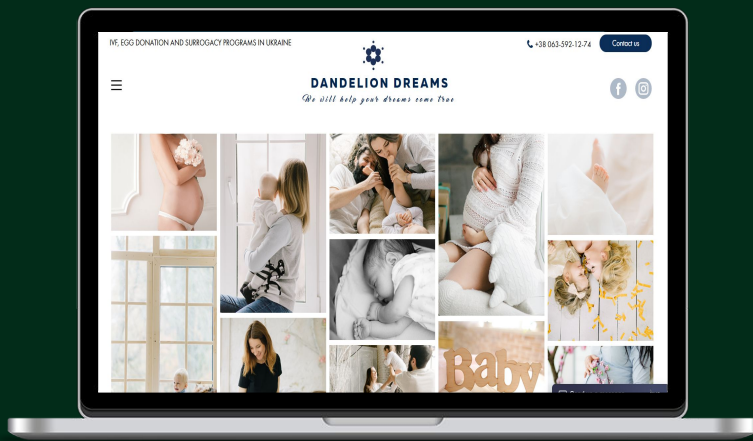 IVF, EGG DONATION AND SURROGACY PROGRAMS IN UKRAINE
+38 063-592-12-74
Contact us
DANDELION DREAMS
We will help your dreams come true
Baby